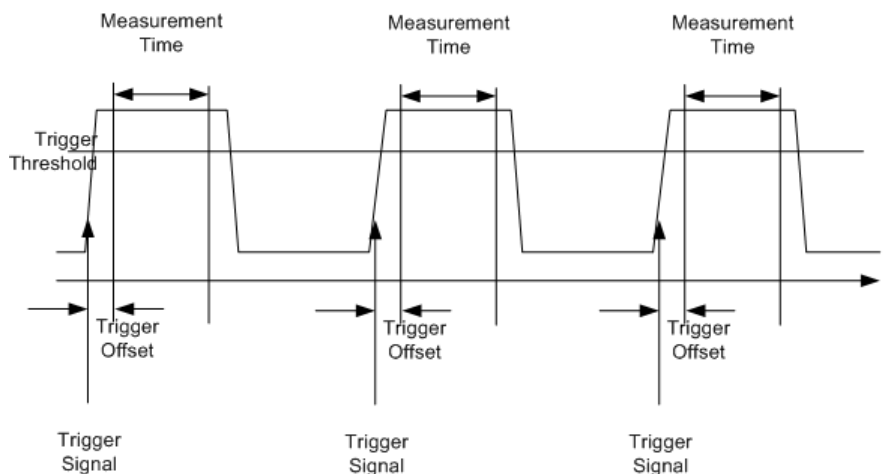 Measurement
Time
Measurement
Time
Measurement
Time
Trigger
Threshold
Trigger
Offset
Trigger
Offset
Trigger
Offset
Trigger
Signal
Trigger
Signal
Trigger
Signal